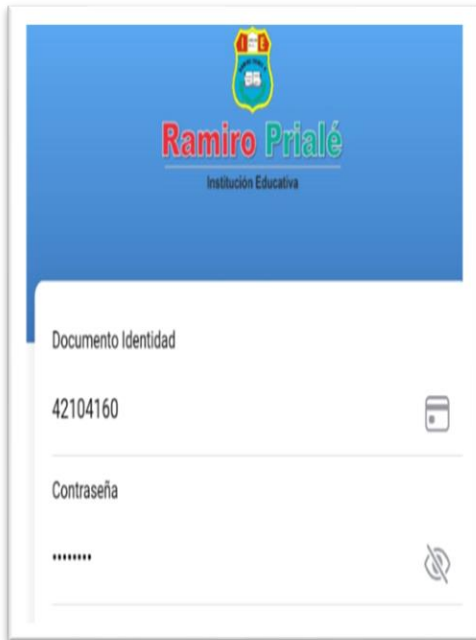 I E
Ramiro Prialé
Institución Educativa
Documento Identidad
42104160
Contraseña
••••••••